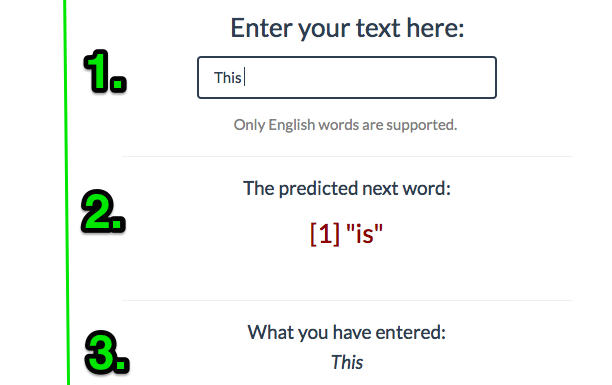 Enter your text here:
1.
This
Only English words are supported.
The predicted next word:
2.
[1] "is"
What you have entered:
3.
This